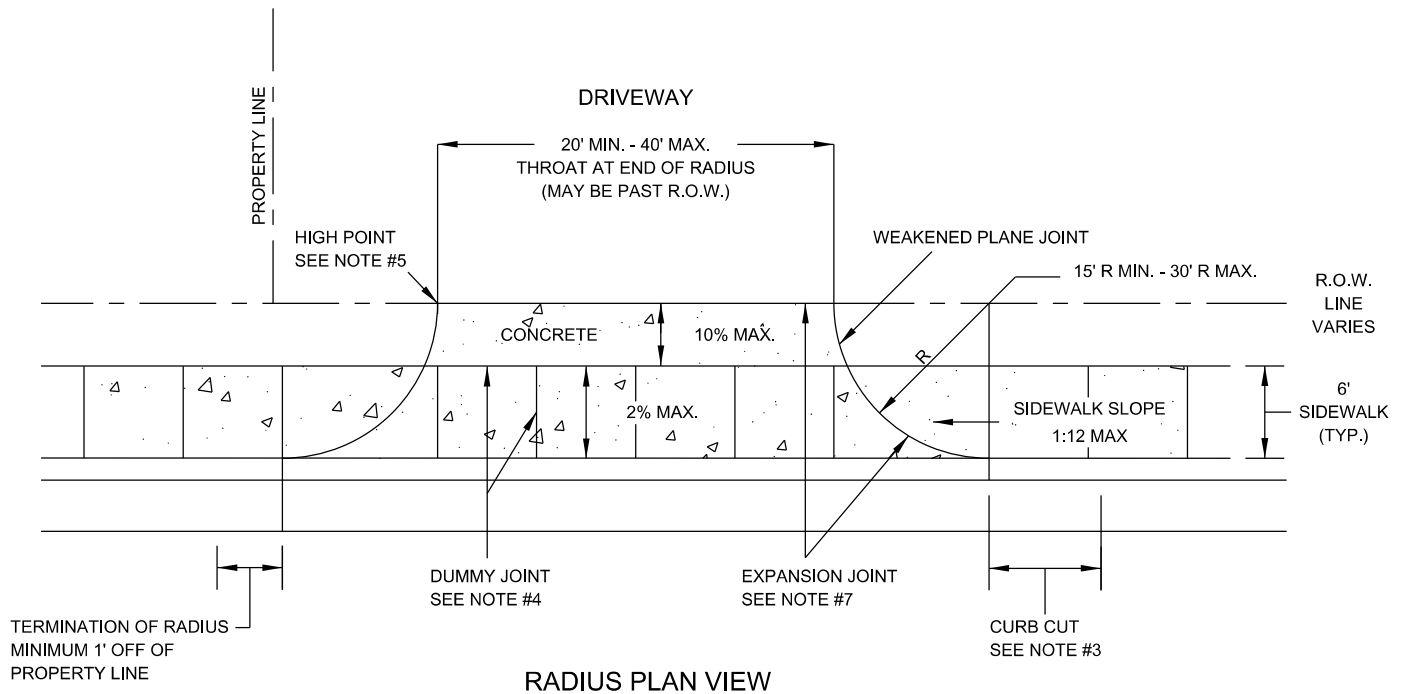 DRIVEWAY
PROPERTY LINE
20' MIN. - 40' MAX.
THROAT AT END OF RADIUS
(MAY BE PAST R.O.W.)
HIGH POINT
SEE NOTE #5
WEAKENED PLANE JOINT
15' R MIN. - 30' R MAX.
R.O.W.
LINE
VARIES
CONCRETE
10% MAX.
R
2% MAX.
SIDEWALK SLOPE
1:12 MAX
6'
SIDEWALK
(TYP.)
DUMMY JOINT
SEE NOTE #4
EXPANSION JOINT
SEE NOTE #7
TERMINATION OF RADIUS
MINIMUM 1' OFF OF
PROPERTY LINE
CURB CUT
SEE NOTE #3
RADIUS PLAN VIEW